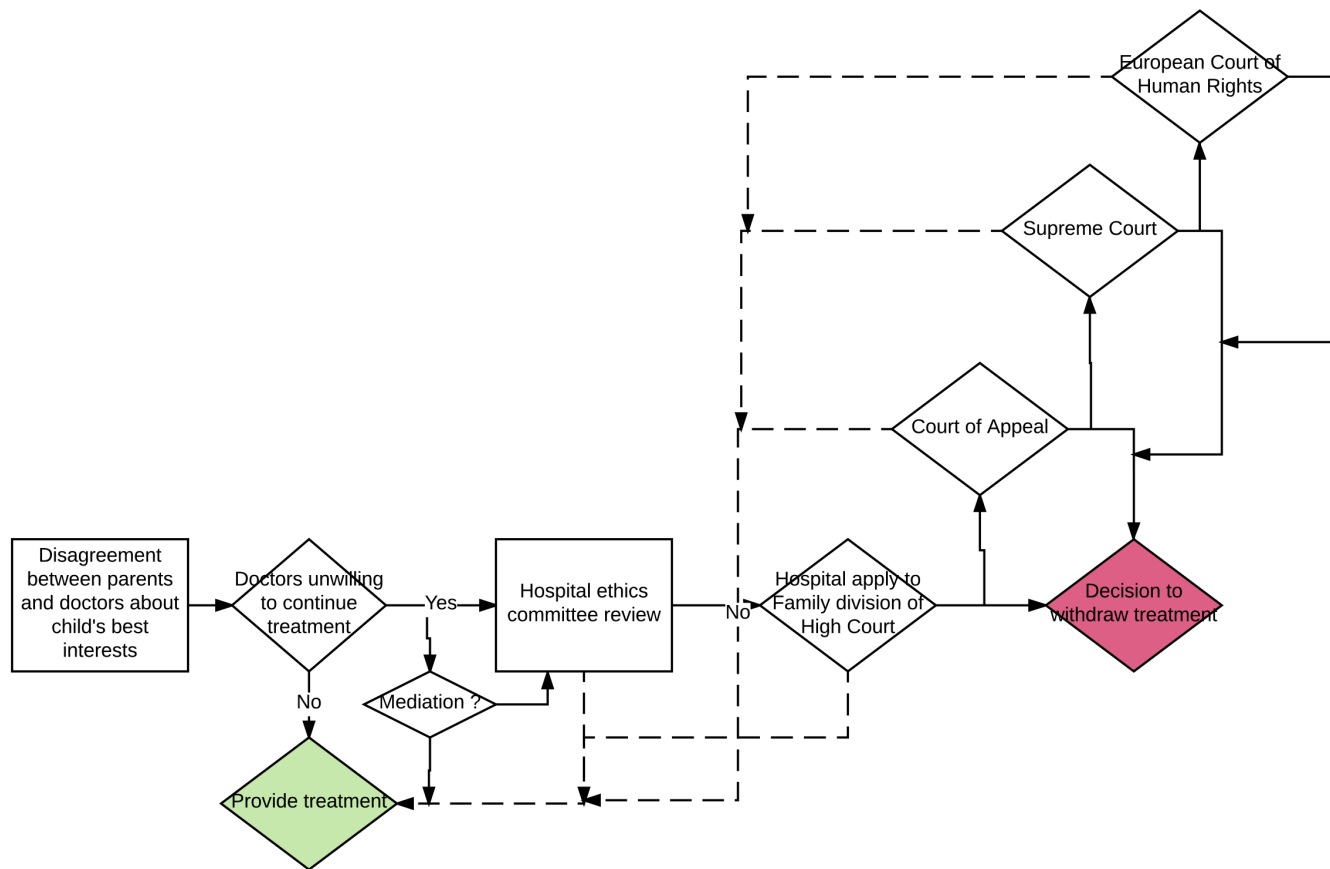 European Court of
Human Rights
Supreme Court
Court of Appeal
Disagreement
between parents
and doctors about
child's best
interests
Doctors unwilling
to continue
treatment
Yes
Hospital ethics
committee review
No
Hospital apply to
Family division of
High Court
Decision to
withdraw treatment
No
Mediation ?
Provide treatment